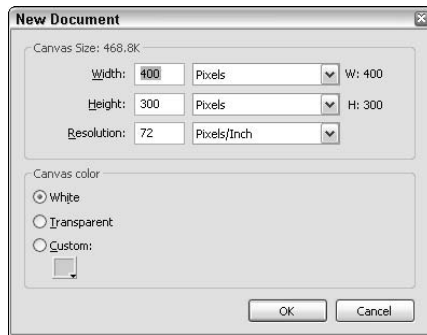 New Document
Canvas Size: 468.8K
Width: 400 Pixels W: 400
Height: 300 Pixels H: 300
Resolution: 72 Pixels/Inch
Canvas color
White
Transparent
Custom:
OK Cancel